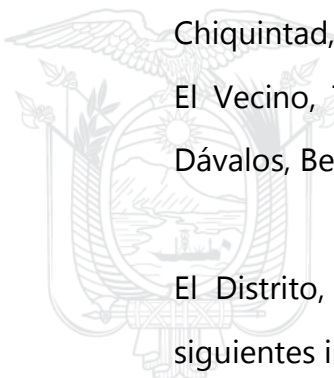 Chiquintad,
El Vecino,
Dávalos, Be
El Distrito,
siguientes i